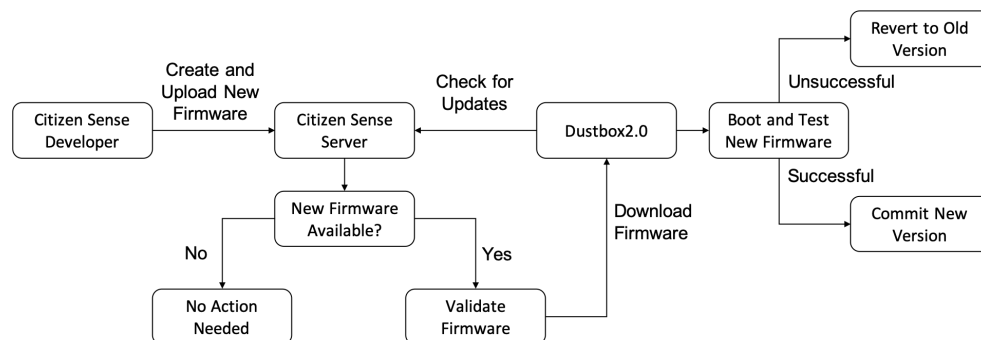 Citizen Sense
Developer
Create and
Upload New
Firmware
Citizen Sense
Server
Check for
Updates
Dustbox2.0
Boot and Test
New Firmware
Unsuccessful
Revert to Old
Version
Successful
Commit New
Version
New Firmware
Available?
No
No Action
Needed
Yes
Validate
Firmware
Download
Firmware